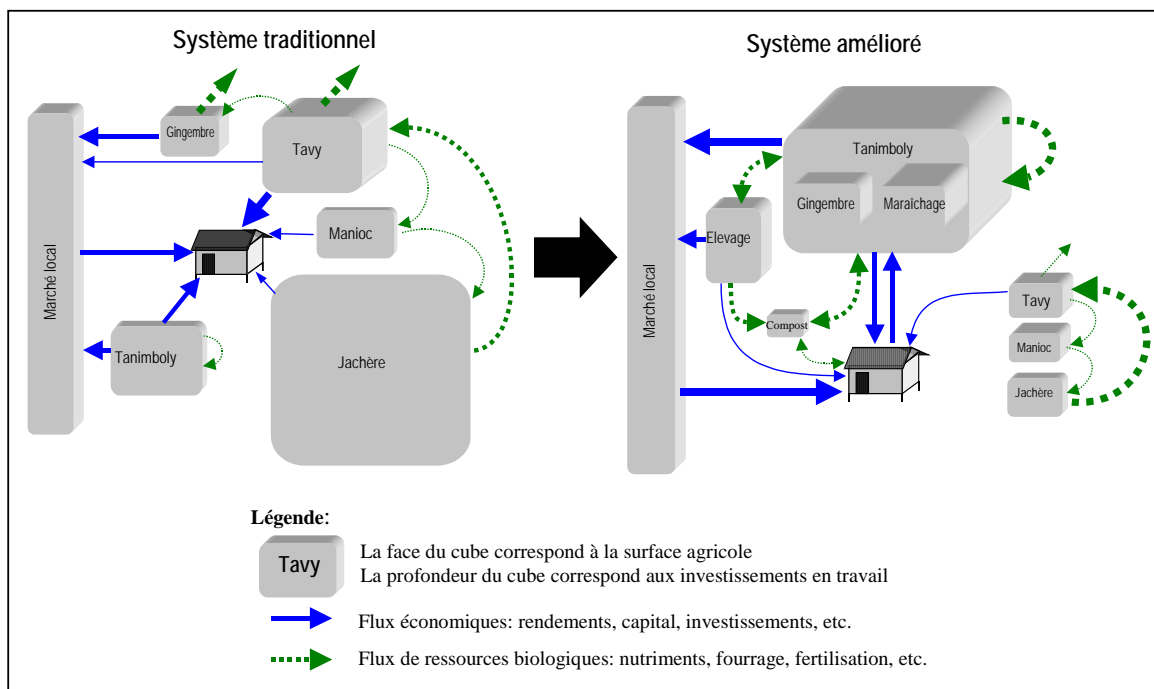 Système traditionnel
Marché local
Gingembre
Tavy
Manioc
Tanimboly
Jachère
Système amélioré
Marché local
Tanimboly
Gingembre
Maraîchage
Elevage
Compost
Tavy
Manioc
Jachère
Légende:
Tavy
La face du cube correspond à la surface agricole
La profondeur du cube correspond aux investissements en travail
Flux économiques: rendements, capital, investissements, etc.
Flux de ressources biologiques: nutriments, fourrage, fertilisation, etc.